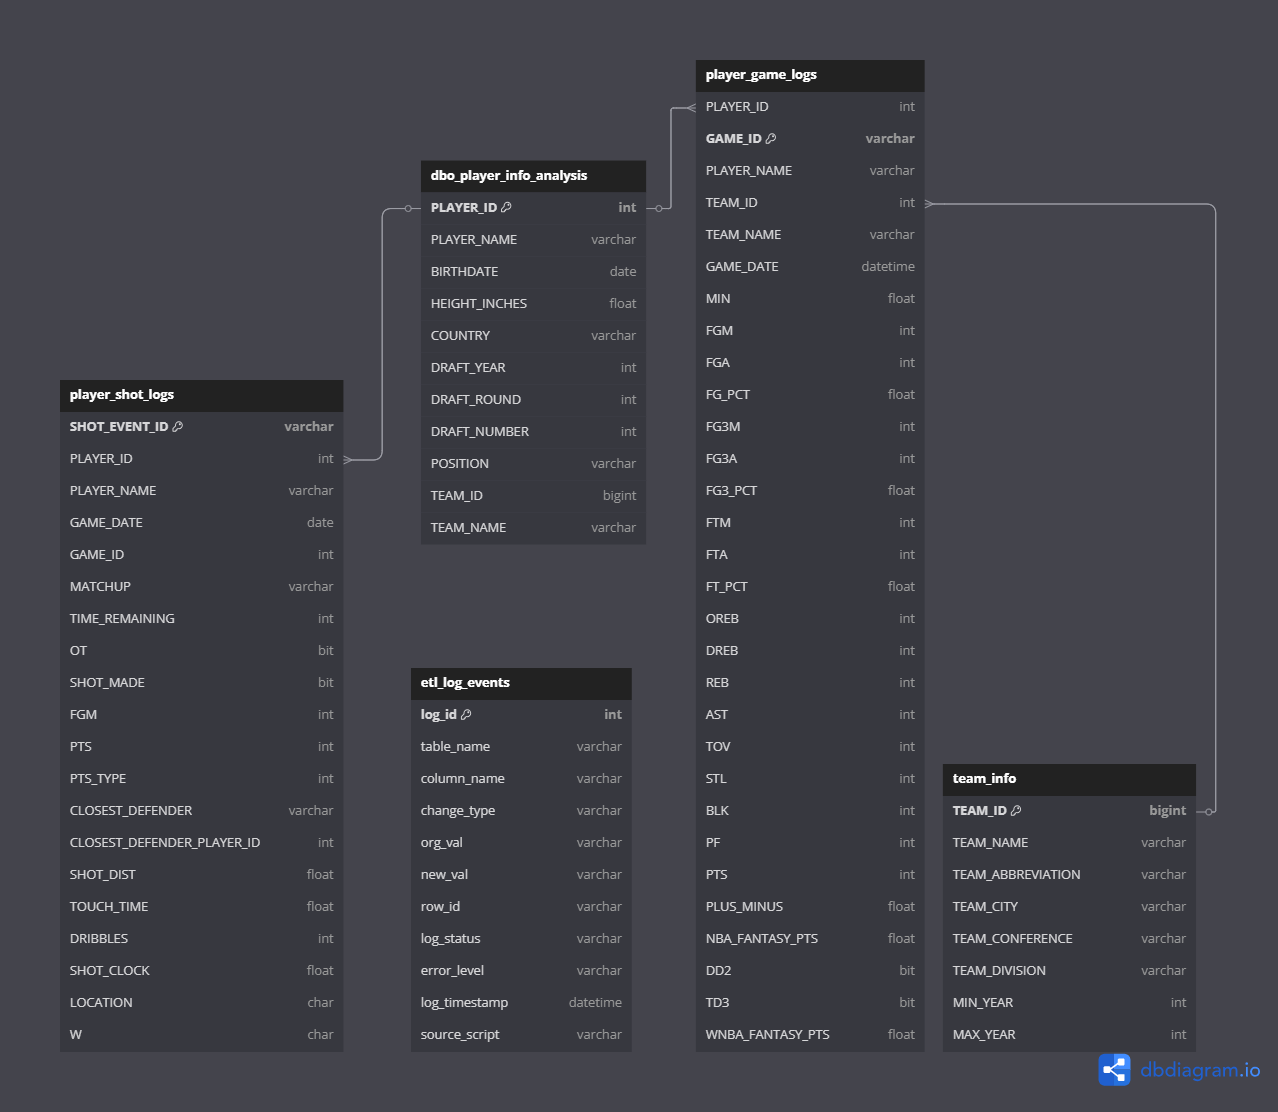 player_game_logs
PLAYER_ID int
GAME_ID varchar
PLAYER_NAME varchar
TEAM_ID int
TEAM_NAME varchar
GAME_DATE datetime
MIN float
FGM int
FGA int
FG_PCT float
FG3M int
FG3A int
FG3_PCT float
FTM int
FTA int
FT_PCT float
OREB int
DREB int
REB int
AST int
TOV int
STL int
BLK int
PF int
PTS int
PLUS_MINUS float
NBA_FANTASY_PTS float
DD2 bit
TD3 bit
WNBA_FANTASY_PTS float
dbo_player_info_analysis
PLAYER_ID int
PLAYER_NAME varchar
BIRTHDATE date
HEIGHT_INCHES float
COUNTRY varchar
DRAFT_YEAR int
DRAFT_ROUND int
DRAFT_NUMBER int
POSITION varchar
TEAM_ID bigint
TEAM_NAME varchar
player_shot_logs
SHOT_EVENT_ID varchar
PLAYER_ID int
PLAYER_NAME varchar
GAME_DATE date
GAME_ID int
MATCHUP varchar
TIME_REMAINING int
OT bit
SHOT_MADE bit
FGM int
PTS int
PTS_TYPE int
CLOSEST_DEFENDER varchar
CLOSEST_DEFENDER_PLAYER_ID int
SHOT_DIST float
TOUCH_TIME float
DRIBBLES int
SHOT_CLOCK float
LOCATION char
W char
etl_log_events
log_id int
table_name varchar
column_name varchar
change_type varchar
org_val varchar
new_val varchar
row_id varchar
log_status varchar
error_level varchar
log_timestamp datetime
source_script varchar
team_info
TEAM_ID bigint
TEAM_NAME varchar
TEAM_ABBREVIATION varchar
TEAM_CITY varchar
TEAM_CONFERENCE varchar
TEAM_DIVISION varchar
MIN_YEAR int
MAX_YEAR int
dbdiagram.io